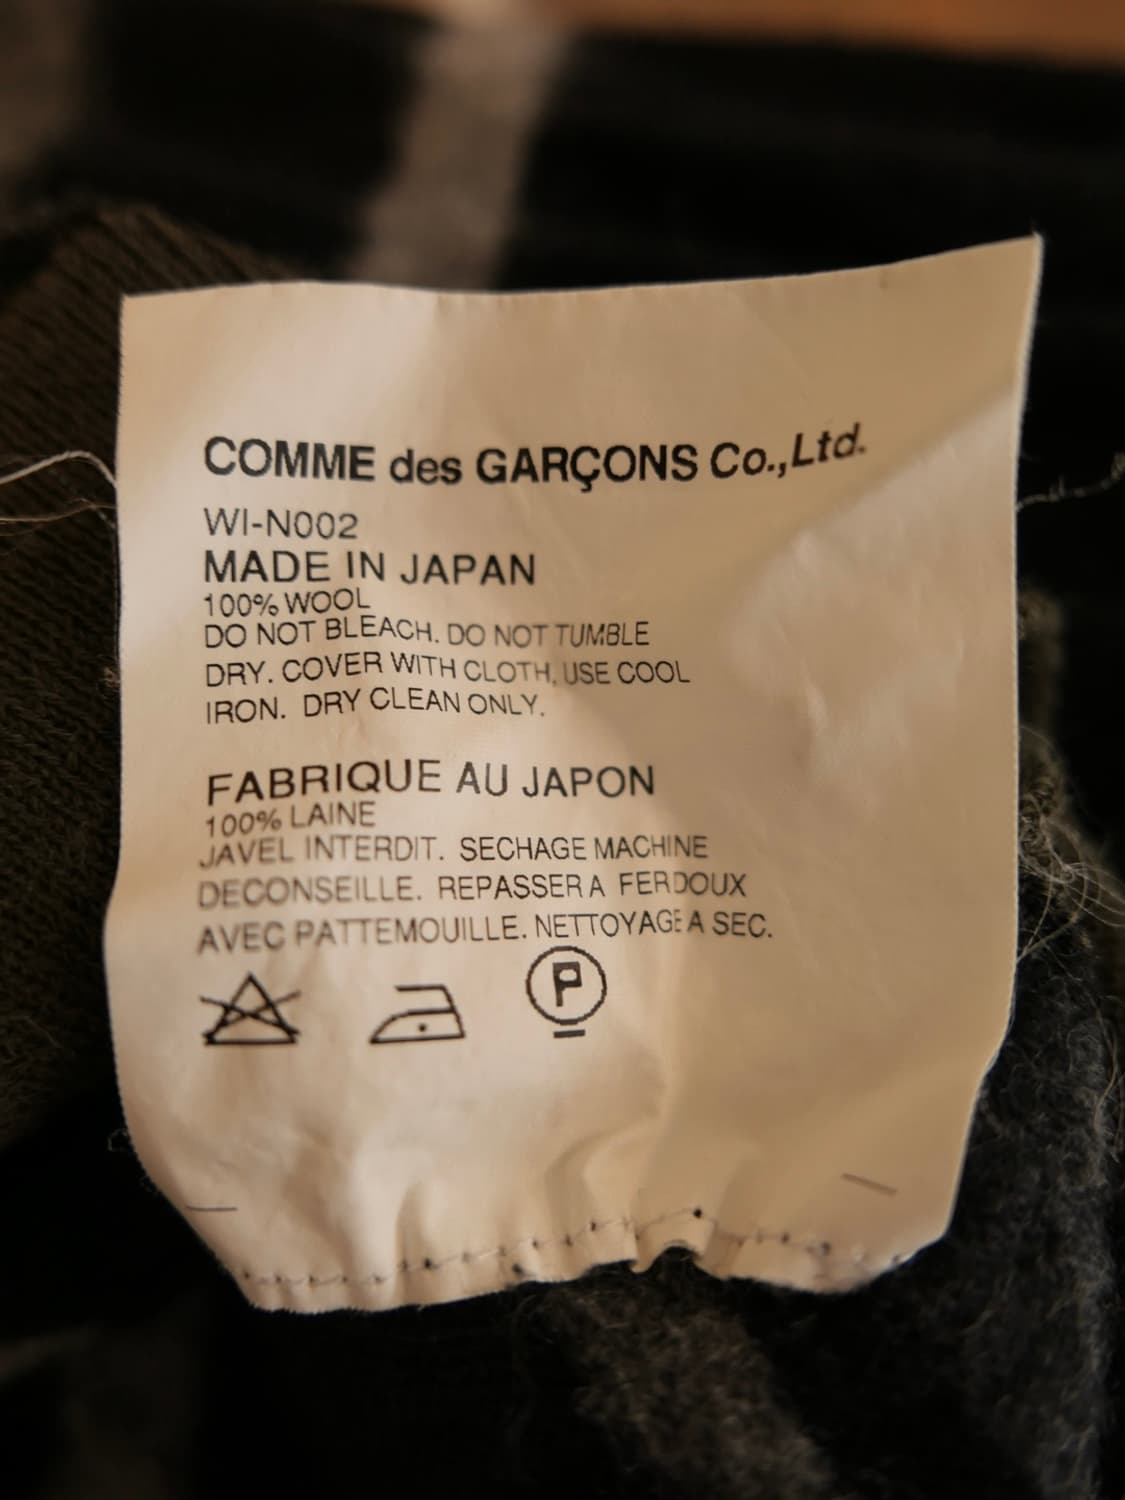 COMME des GARÇONS Co.,Ltd.
WI-N002
MADE IN JAPAN
100% WOOL
DO NOT BLEACH. DO NOT TUMBLE
DRY. COVER WITH CLOTH, USE COOL
IRON. DRY CLEAN ONLY.
FABRIQUE AU JAPON
100% LAINE
JAVEL INTERDIT. SECHAGE MACHINE
DECONSEILLE. REPASSER A FER DOUX
AVEC PATTEMOUILLE. NETTOYAGE A SEC.
P